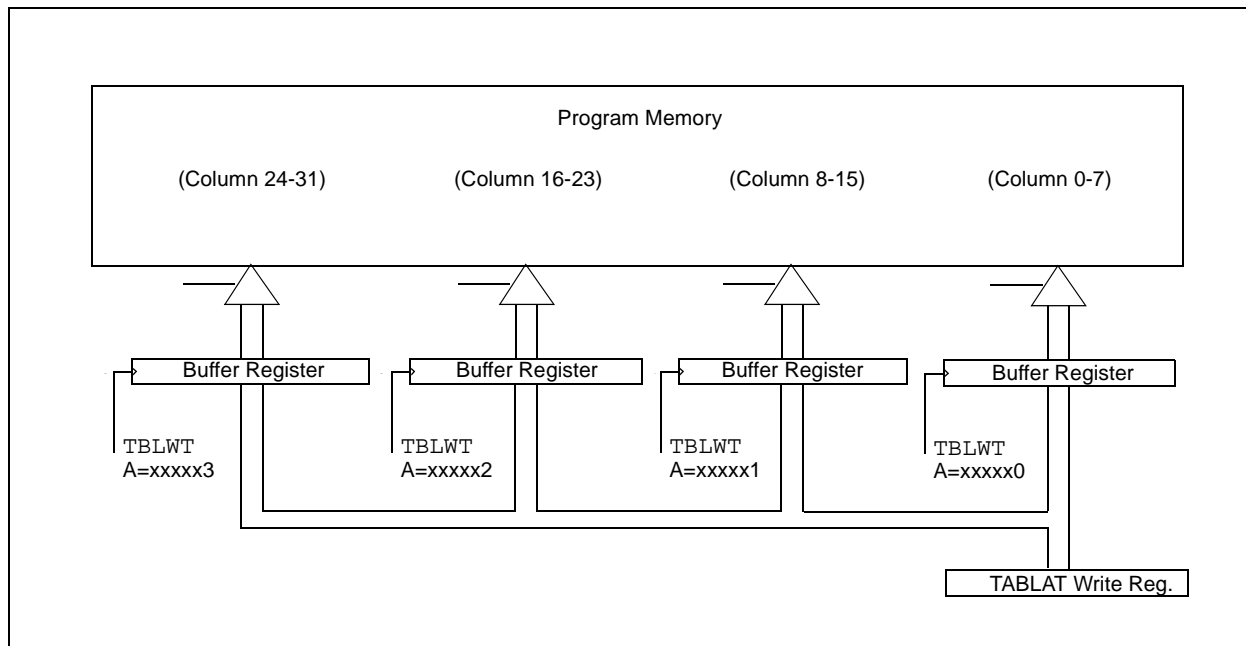 Program Memory
(Column 24-31)
(Column 16-23)
(Column 8-15)
(Column 0-7)
Buffer Register
Buffer Register
Buffer Register
Buffer Register
TBLWT
A=xxxxx3
TBLWT
A=xxxxx2
TBLWT
A=xxxxx1
TBLWT
A=xxxxx0
TABLAT Write Reg.